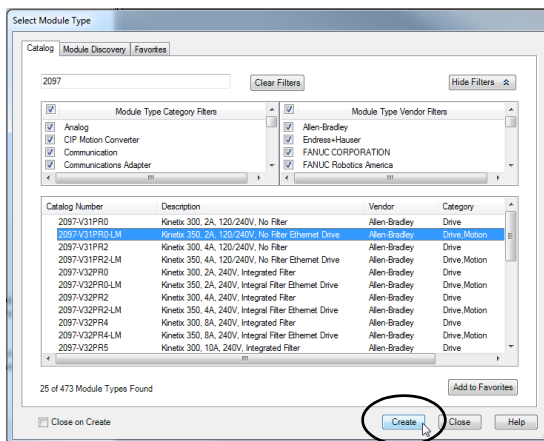 Select Module Type
Catalog Module Discovery Favorites
2097 Clear Filters Hide Filters
Module Type Category Filters Module Type Vendor Filters
Analog Allen-Bradley
CIP Motion Converter Endress+Hauser
Communication FANUC CORPORATION
Communications Adapter FANUC Robotics America
Catalog Number Description Vendor Category
2097-V31PR0 Kinetix 300, 2A, 120/240V, No Filter Allen-Bradley Drive
2097-V31PR0-LM Kinetix 350, 2A, 120/240V, No Filter Ethernet Drive Allen-Bradley Drive,Motion
2097-V31PR2 Kinetix 300, 4A, 120/240V, No Filter Allen-Bradley Drive
2097-V31PR2-LM Kinetix 350, 4A, 120/240V, No Filter Ethernet Drive Allen-Bradley Drive,Motion
2097-V32PR0 Kinetix 300, 2A, 240V, Integrated Filter Allen-Bradley Drive
2097-V32PR0-LM Kinetix 350, 2A, 240V, Integral Filter Ethernet Drive Allen-Bradley Drive,Motion
2097-V32PR2 Kinetix 300, 4A, 240V, Integrated Filter Allen-Bradley Drive
2097-V32PR2-LM Kinetix 350, 4A, 240V, Integral Filter Ethernet Drive Allen-Bradley Drive,Motion
2097-V32PR4 Kinetix 300, 8A, 240V, Integrated Filter Allen-Bradley Drive
2097-V32PR4-LM Kinetix 350, 8A, 240V, Integral Filter Ethernet Drive Allen-Bradley Drive,Motion
2097-V32PR5 Kinetix 300, 10A, 240V, Integrated Filter Allen-Bradley Drive
25 of 473 Module Types Found Add to Favorites
Close on Create Create Close Help